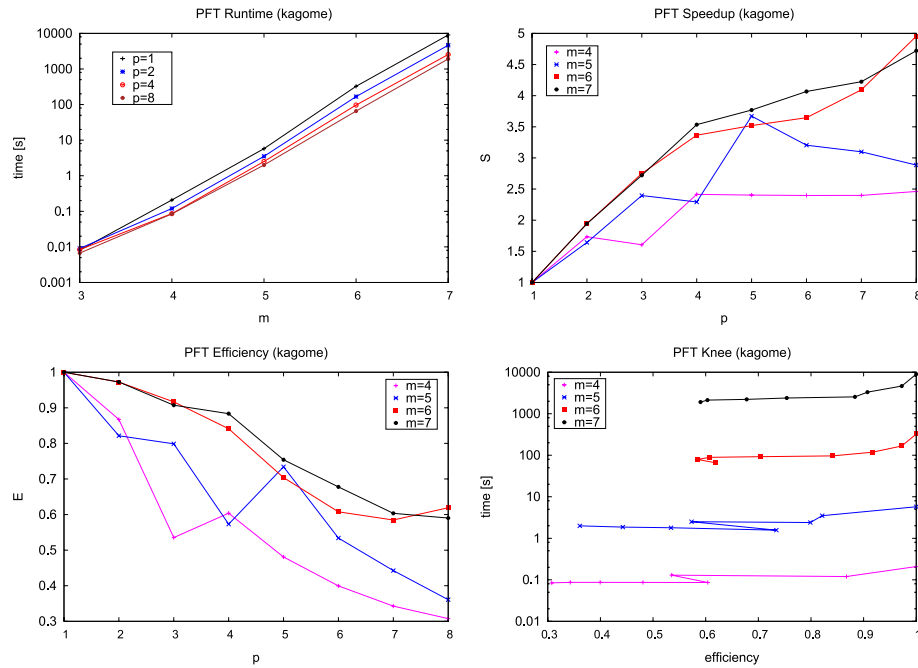 PFT Runtime (kagome)
10000
1000
100
10
1
0.1
0.01
0.001
time [s]
p=1
p=2
p=4
p=8
3
4
5
6
7
m
PFT Speedup (kagome)
5
4.5
4
3.5
3
2.5
2
1.5
1
S
m=4
m=5
m=6
m=7
1
2
3
4
5
6
7
8
p
PFT Efficiency (kagome)
1
0.9
0.8
0.7
0.6
0.5
0.4
0.3
E
m=4
m=5
m=6
m=7
1
2
3
4
5
6
7
8
p
PFT Knee (kagome)
10000
1000
100
10
1
0.1
0.01
time [s]
m=4
m=5
m=6
m=7
0.3
0.4
0.5
0.6
0.7
0.8
0.9
1
efficiency